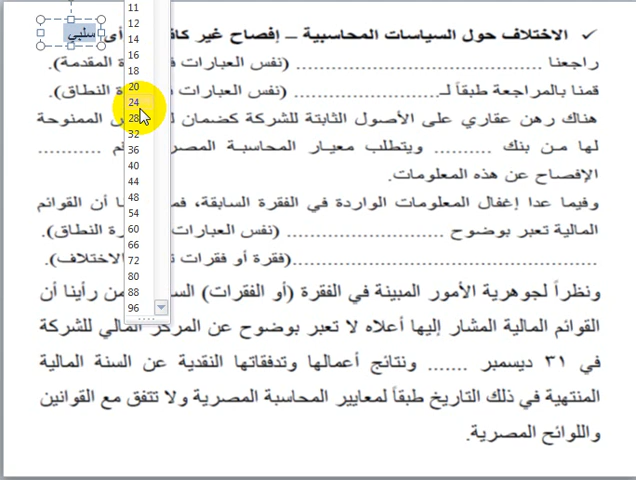 ✓ الاختلاف حول السياسات المحاسبية – إفصاح غير أى سلبي
راجعنا .......................... (نفس العبارات المقدمة).
قمنا بالمراجعة طبقاً لـ.......................... (نفس العبارات النطاق).
هناك رهن عقاري على الأصول الثابتة للشركة كضمان الممنوحة
لها من بنك .......... ويتطلب معيار المحاسبة ..........
الإفصاح عن هذه المعلومات.
وفيما عدا إغفال المعلومات الواردة في الفقرة السابقة، أن القوائم
المالية تعبر بوضوح .......................... (نفس العبارات النطاق).
..........................(فقرة أو فقرات الاختلاف).
ونظراً لجوهرية الأمور المبينة في الفقرة (أو الفقرات) من رأينا أن
القوائم المالية المشار إليها أعلاه لا تعبر بوضوح عن المركز المالي للشركة
في ٣١ ديسمبر ....... ونتائج أعمالها وتدفقاتها النقدية عن السنة المالية
المنتهية في ذلك التاريخ طبقاً لمعايير المحاسبة المصرية ولا تتفق مع القوانين
واللوائح المصرية.
11
12
14
16
18
20
24
28
32
36
40
44
48
54
60
66
72
80
88
96